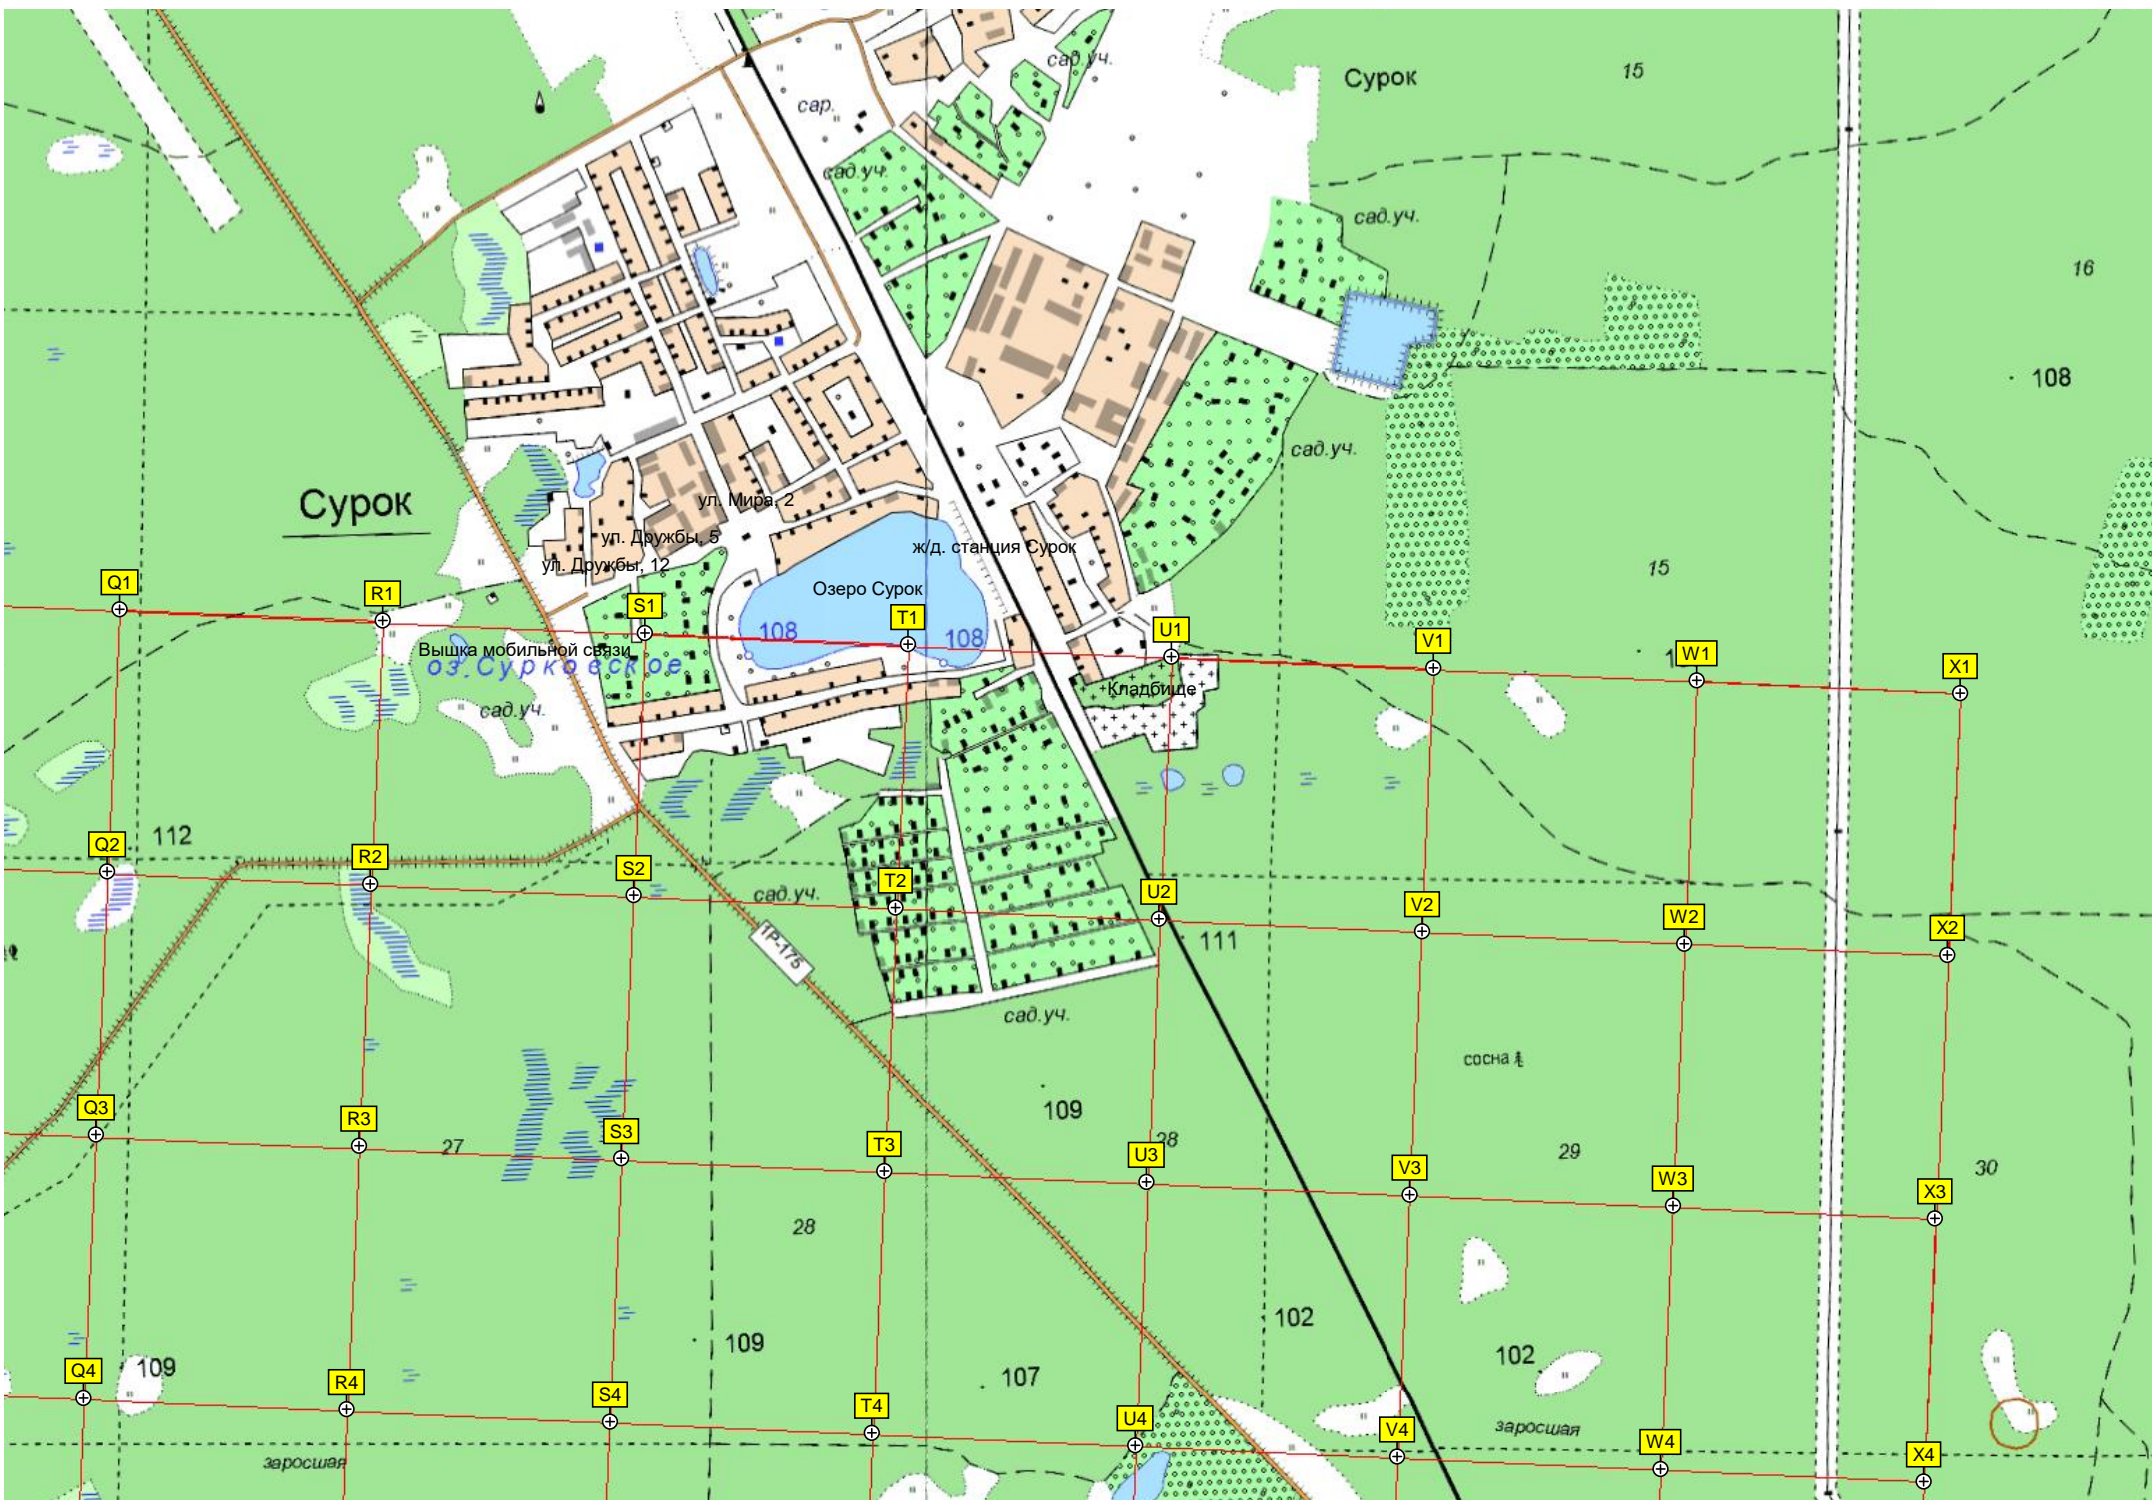 сад.уч.
Сурок
15
сар.
сад.уч.
сад.уч.
16
108
сад.уч.
Сурок
ул. Мира, 2
ул. Дружбы, 5
ж/д. станция Сурок
ул. Дружбы, 12
15
Озеро Сурок
Q1
R1
S1
T1
U1
V1
W1
X1
108
108
Вышка мобильной связи
оз. Сурковское
Кладбище
сад.уч.
112
Q2
R2
S2
T2
U2
V2
W2
X2
сад.уч.
1Р-175
111
сад.уч.
сосна
109
Q3
R3
S3
T3
U3
V3
W3
X3
27
28
29
30
28
102
109
102
109
107
Q4
R4
S4
T4
U4
V4
W4
X4
заросшая
заросшая